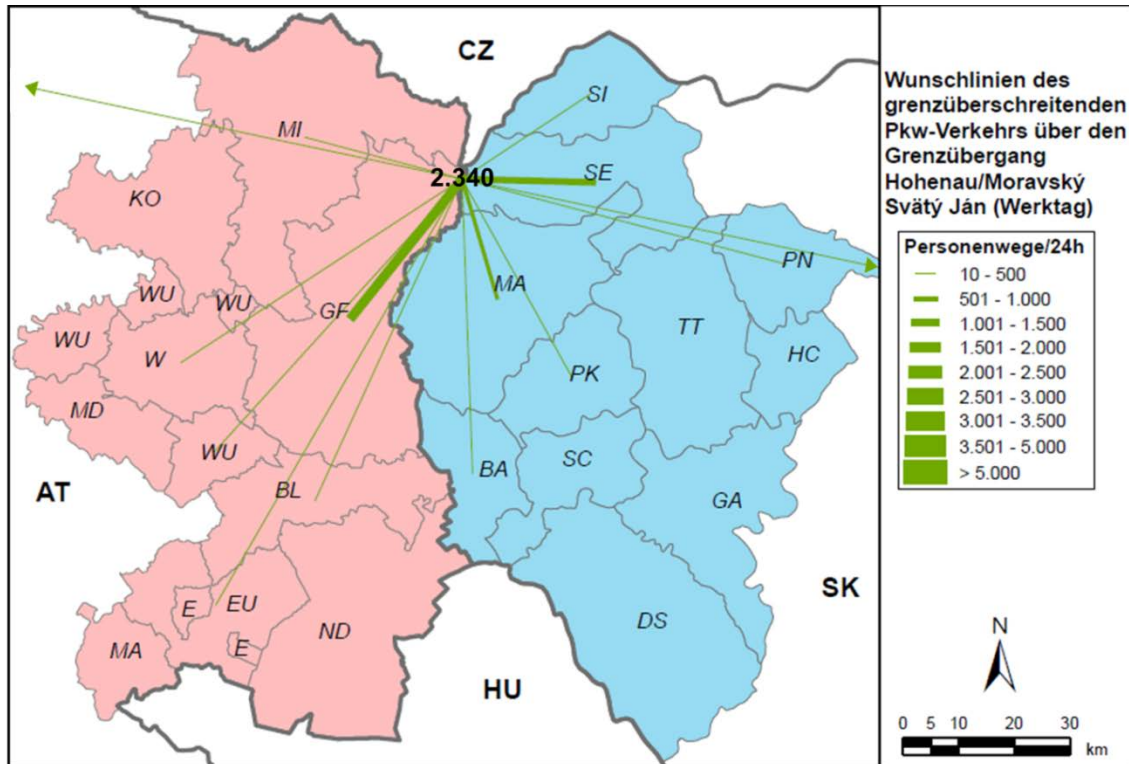 CZ
SI
MI
SE
2.340
KO
PN
MA
WU
WU
GF
TT
WU
W
HC
PK
MD
WU
SC
BA
BL
AT
GA
SK
E
EU
DS
ND
E
MA
HU
Wunschlinien des
grenzüberschreitenden
Pkw-Verkehrs über den
Grenzübergang
Hohenau/Moravský
Svätý Ján (Werktag)
Personenwege/24h
10 - 500
501 - 1.000
1.001 - 1.500
1.501 - 2.000
2.001 - 2.500
2.501 - 3.000
3.001 - 3.500
3.501 - 5.000
> 5.000
N
0 5 10 20 30
km